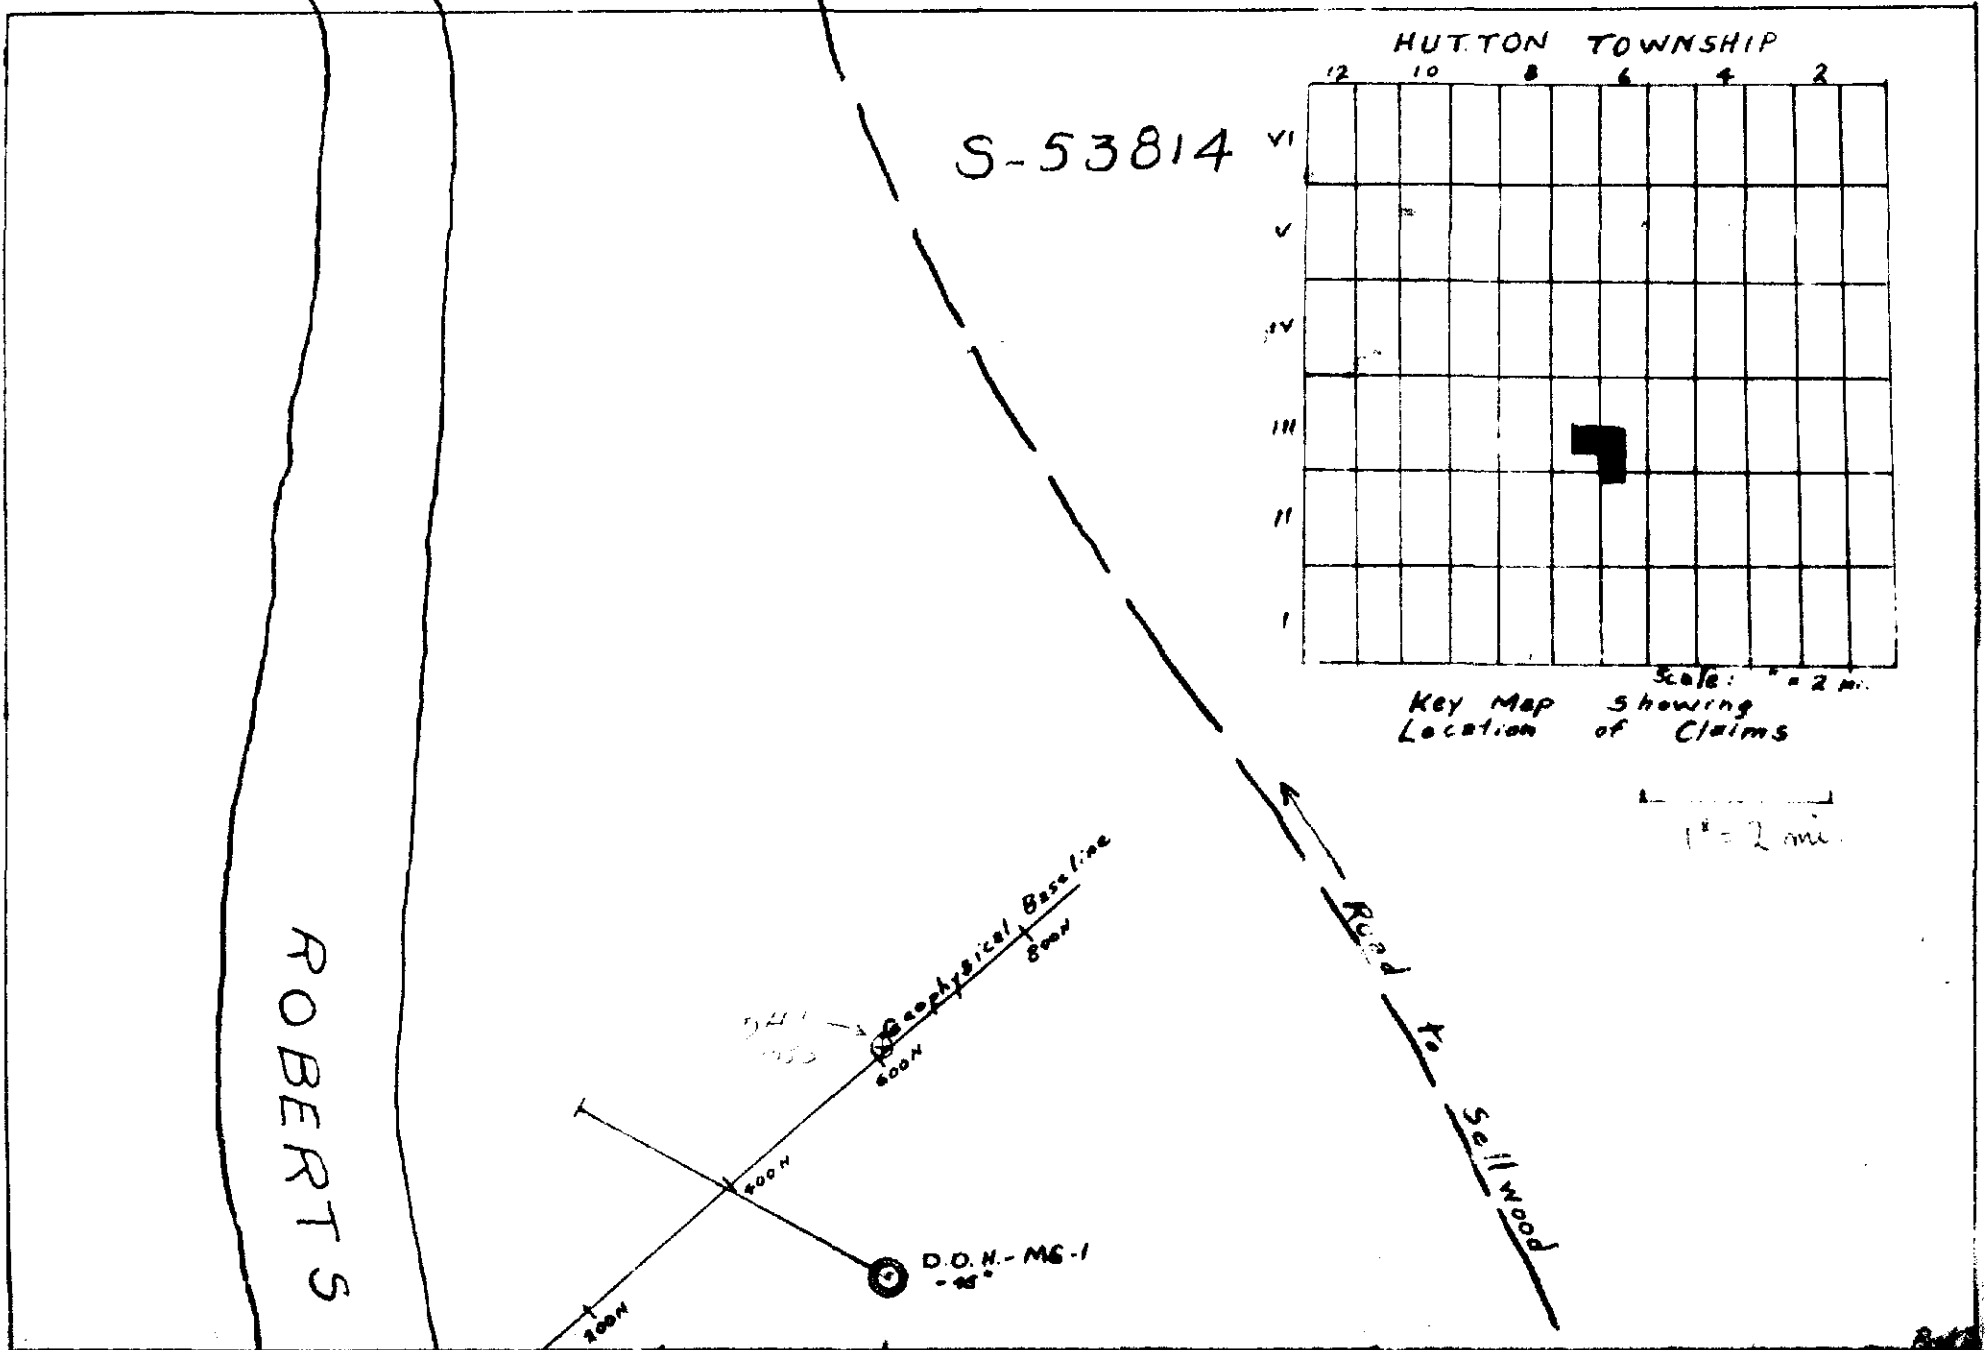 HUTTON TOWNSHIP
12 10 8 6 4 2
S-53814
VI
V
IV
III
II
I
Scale: " = 2 mi.
Key Map Showing
Location of Claims
1" = 2 mi.
Geophysical Baseline
800N
600N
400N
200N
Road to Sellwood
ROBERTS
D.D.H.-MG-1